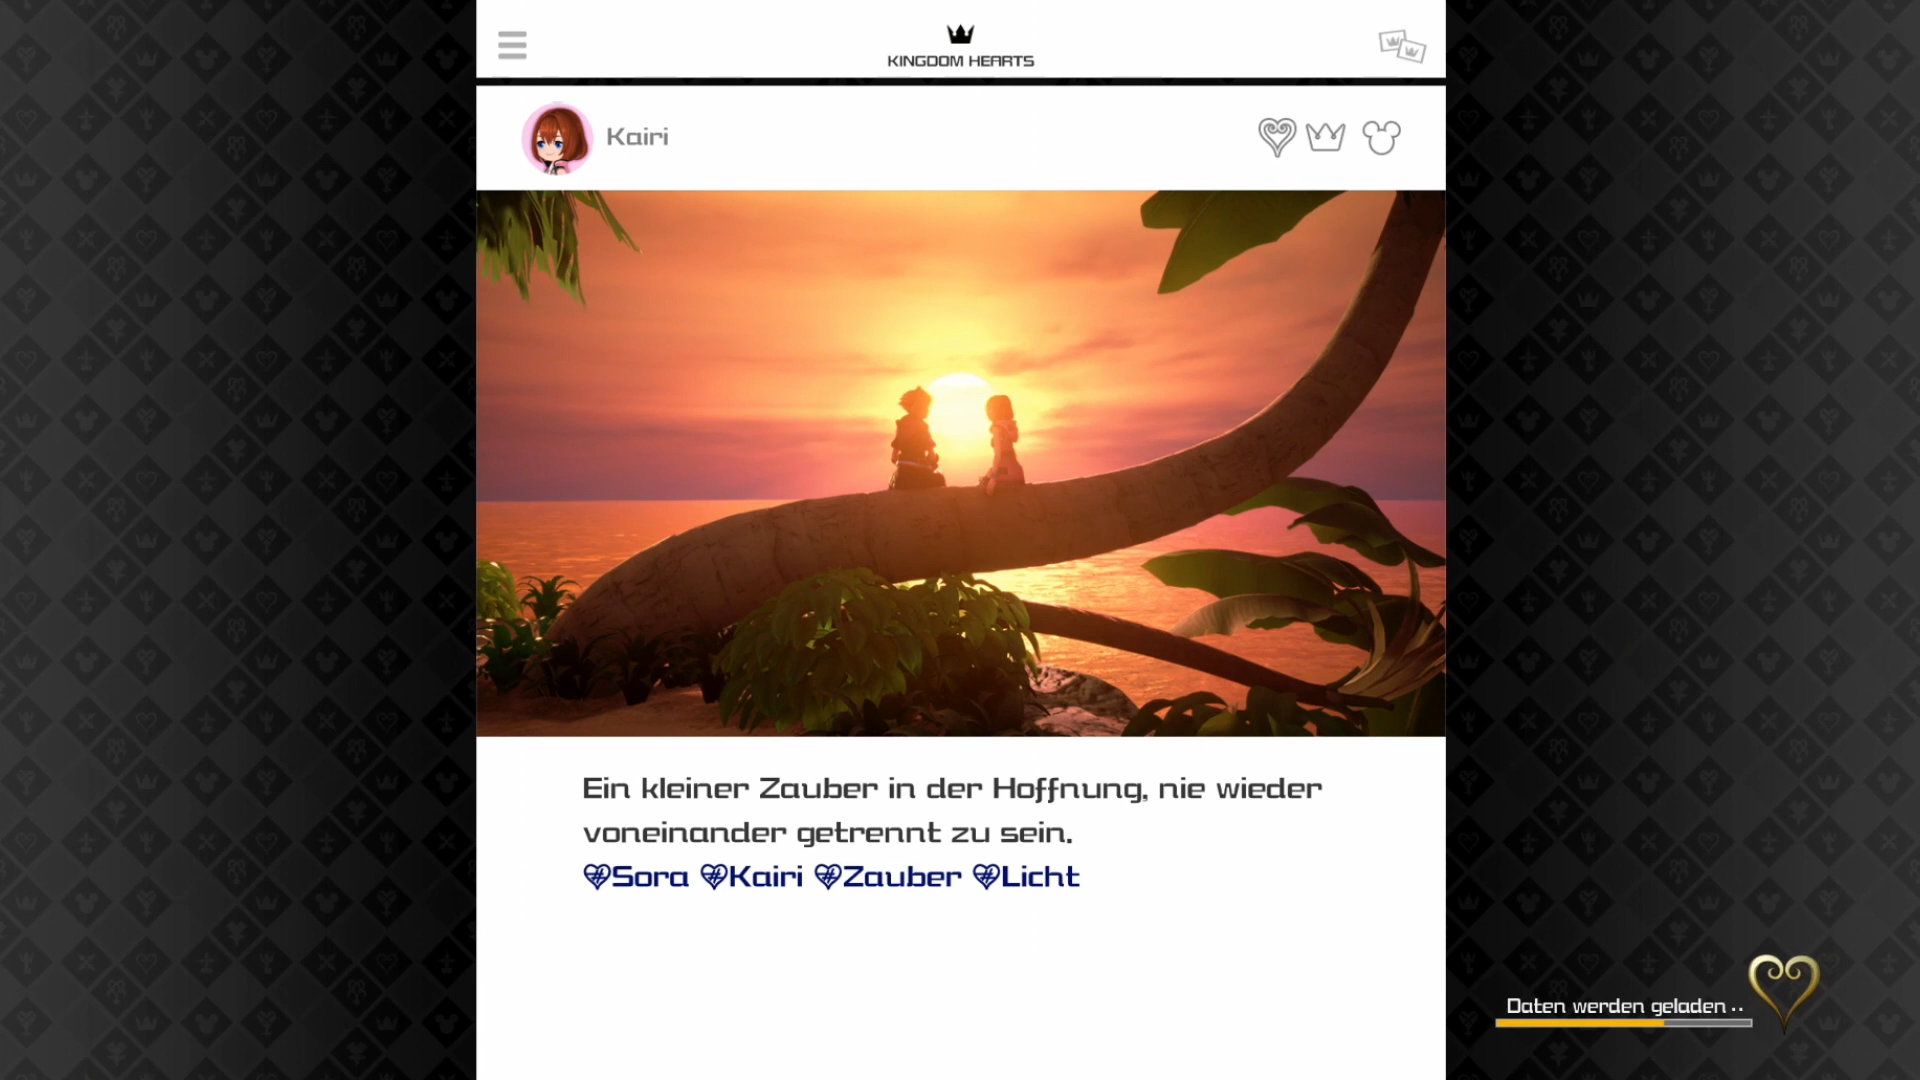 KINGDOM HEARTS
Kairi
Ein kleiner Zauber in der Hoffnung, nie wieder
voneinander getrennt zu sein.
#Sora #Kairi #Zauber #Licht
Daten werden geladen..